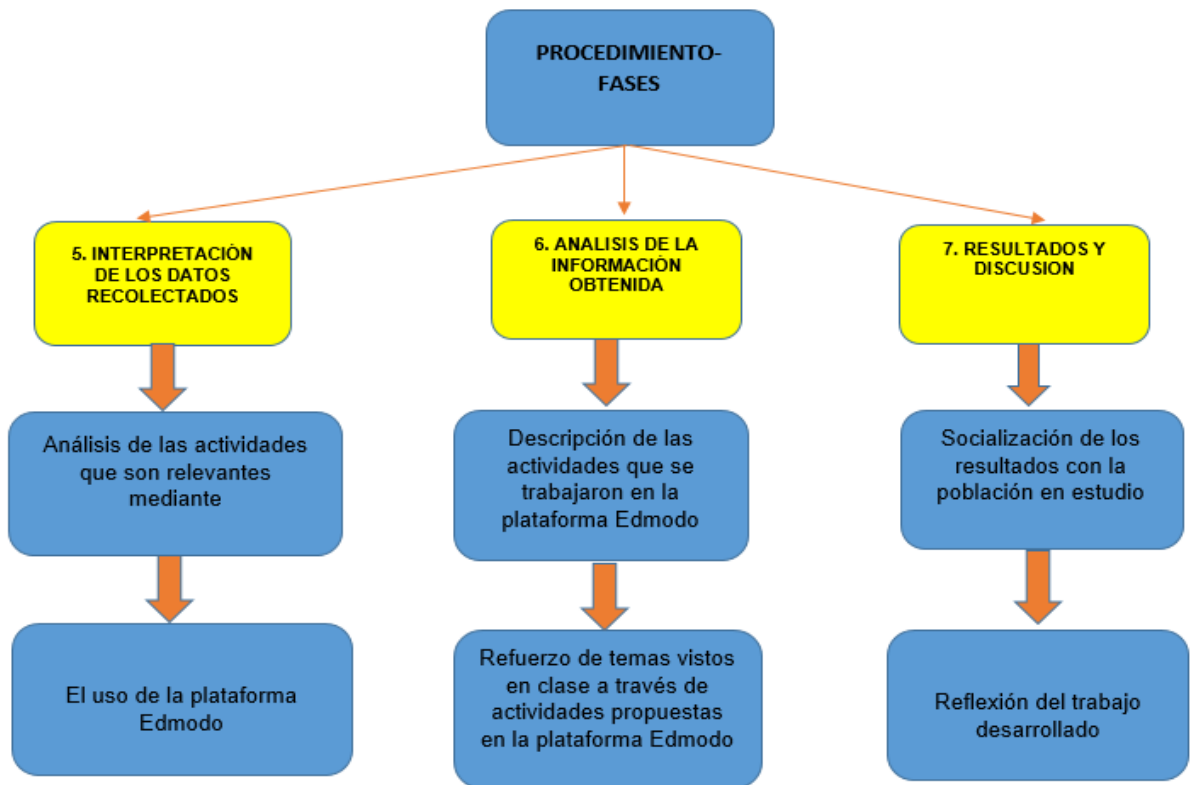 PROCEDIMIENTO-
FASES
5. INTERPRETACIÓN
DE LOS DATOS
RECOLECTADOS
6. ANALISIS DE LA
INFORMACIÓN
OBTENIDA
7. RESULTADOS Y
DISCUSION
Análisis de las actividades
que son relevantes
mediante
Descripción de las
actividades que se
trabajaron en la
plataforma Edmodo
Socialización de los
resultados con la
población en estudio
El uso de la plataforma
Edmodo
Refuerzo de temas vistos
en clase a través de
actividades propuestas
en la plataforma Edmodo
Reflexión del trabajo
desarrollado